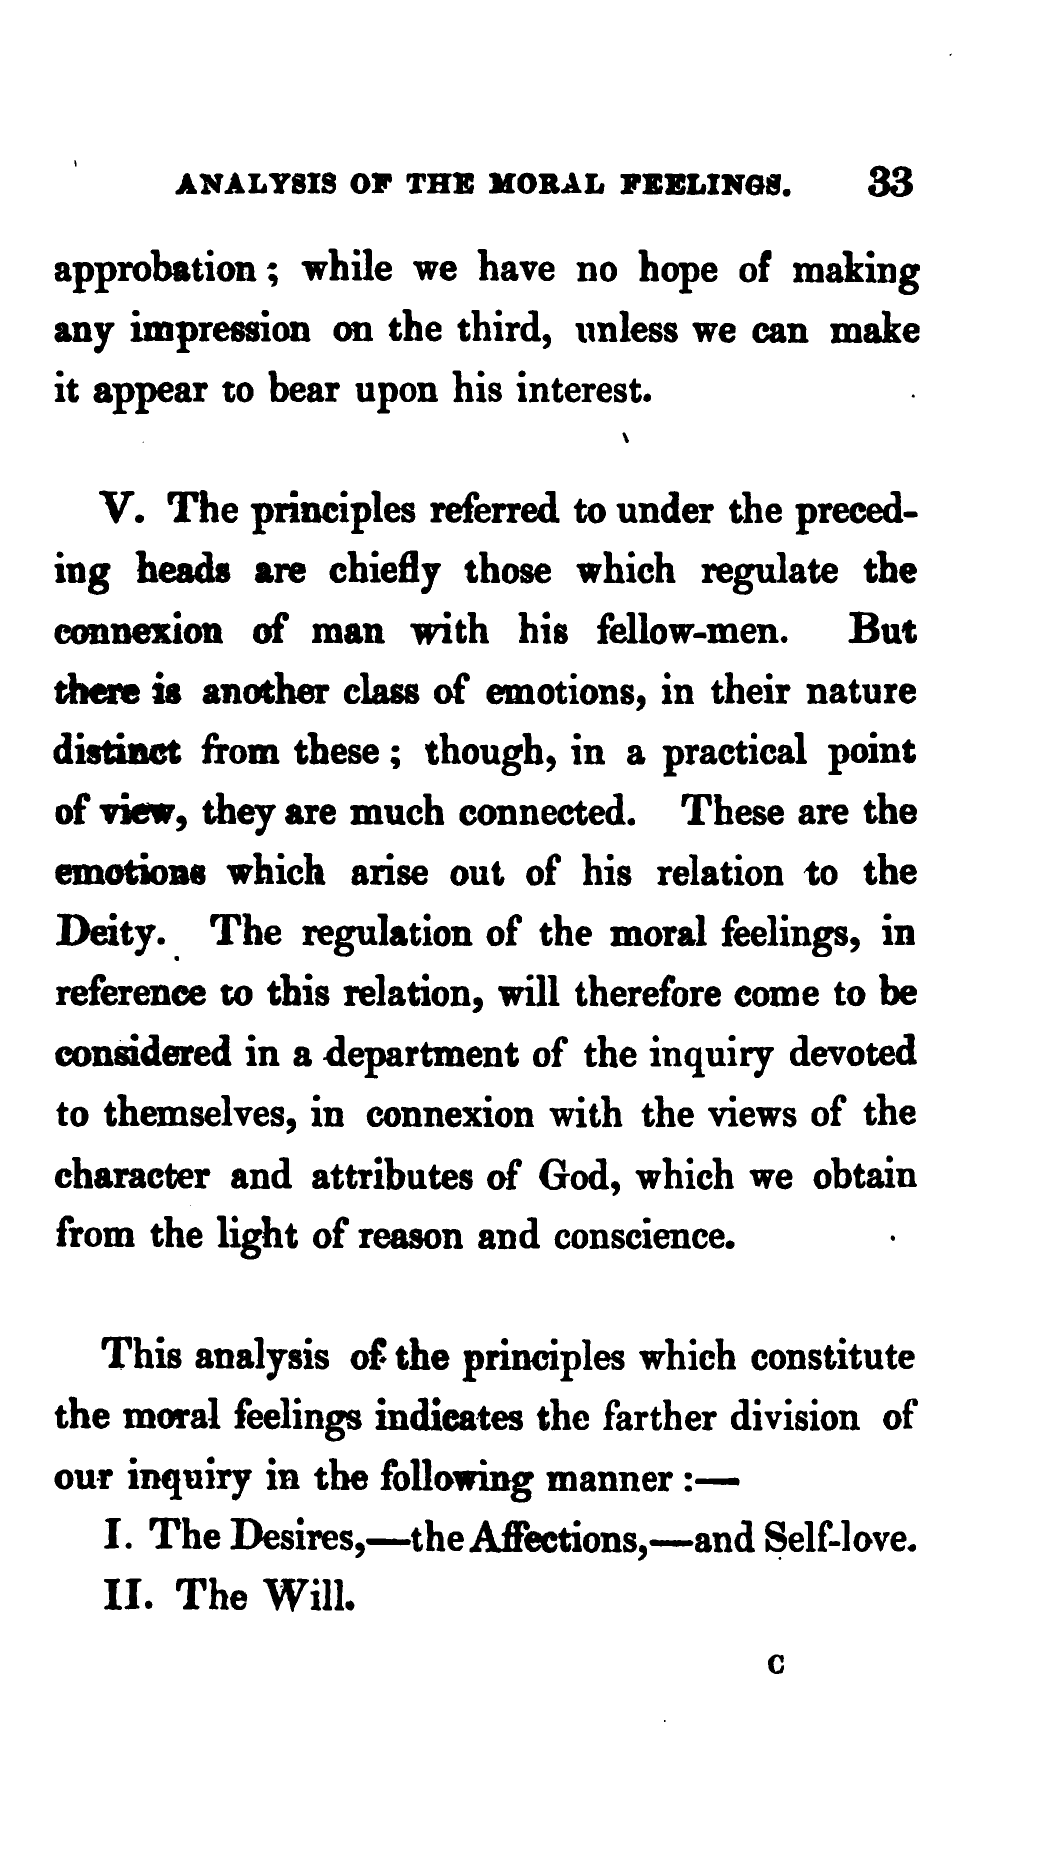 ANALYSIS OF THE MORAL FEELINGS. 33
approbation ; while we have no hope of making
any impression on the third, unless we can make
it appear to bear upon his interest.
V. The principles referred to under the preced-
ing heads are chiefly those which regulate the
connexion of man with his fellow-men. But
there is another class of emotions, in their nature
distinct from these ; though, in a practical point
of view, they are much connected. These are the
emotions which arise out of his relation to the
Deity. The regulation of the moral feelings, in
reference to this relation, will therefore come to be
considered in a department of the inquiry devoted
to themselves, in connexion with the views of the
character and attributes of God, which we obtain
from the light of reason and conscience.
This analysis of the principles which constitute
the moral feelings indicates the farther division of
our inquiry in the following manner :—
I. The Desires,—the Affections,—and Self-love.
II. The Will.
C